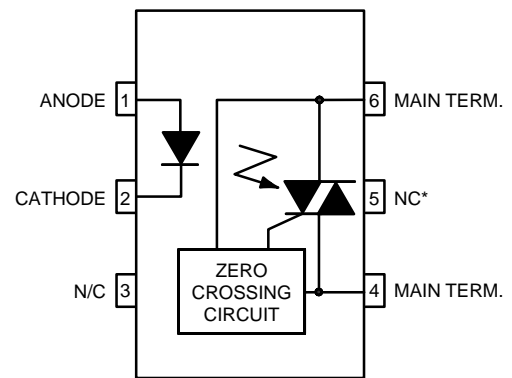 ANODE 1
6 MAIN TERM.
CATHODE 2
5 NC*
N/C 3
ZERO
CROSSING
CIRCUIT
4 MAIN TERM.